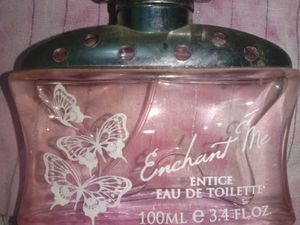 Enchant Me
ENTICE
EAU DE TOILETTE
100ML e 3.4 FL.OZ.